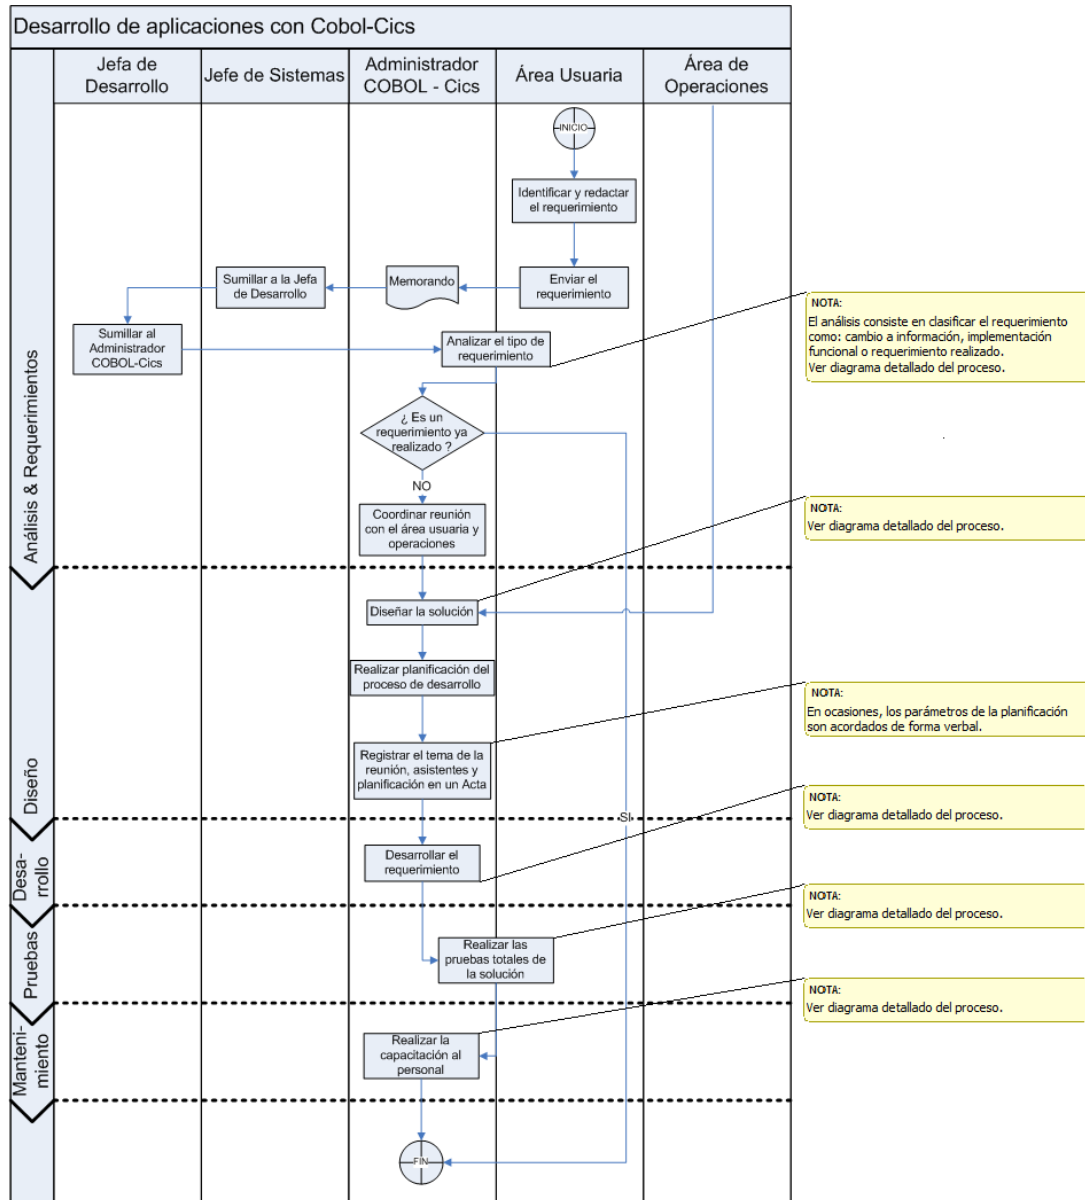 Desarrollo de aplicaciones con Cobol-Cics
Jefa de
Desarrollo
Jefe de Sistemas
Administrador
COBOL - Cics
Área Usuaria
Área de
Operaciones
Análisis & Requerimientos
INICIO
Identificar y redactar
el requerimiento
Enviar el
requerimiento
Memorando
Sumillar a la Jefa
de Desarrollo
Sumillar al
Administrador
COBOL-Cics
Analizar el tipo de
requerimiento
NOTA:
El análisis consiste en clasificar el requerimiento
como: cambio a información, implementación
funcional o requerimiento realizado.
Ver diagrama detallado del proceso.
¿ Es un
requerimiento ya
realizado ?
NO
Coordinar reunión
con el área usuaria y
operaciones
NOTA:
Ver diagrama detallado del proceso.
Diseño
Diseñar la solución
Realizar planificación del
proceso de desarrollo
Registrar el tema de la
reunión, asistentes y
planificación en un Acta
NOTA:
En ocasiones, los parámetros de la planificación
son acordados de forma verbal.
SI
Desa-
rrollo
Desarrollar el
requerimiento
NOTA:
Ver diagrama detallado del proceso.
Pruebas
Realizar las
pruebas totales de
la solución
NOTA:
Ver diagrama detallado del proceso.
Manteni-
miento
Realizar la
capacitación al
personal
NOTA:
Ver diagrama detallado del proceso.
FIN